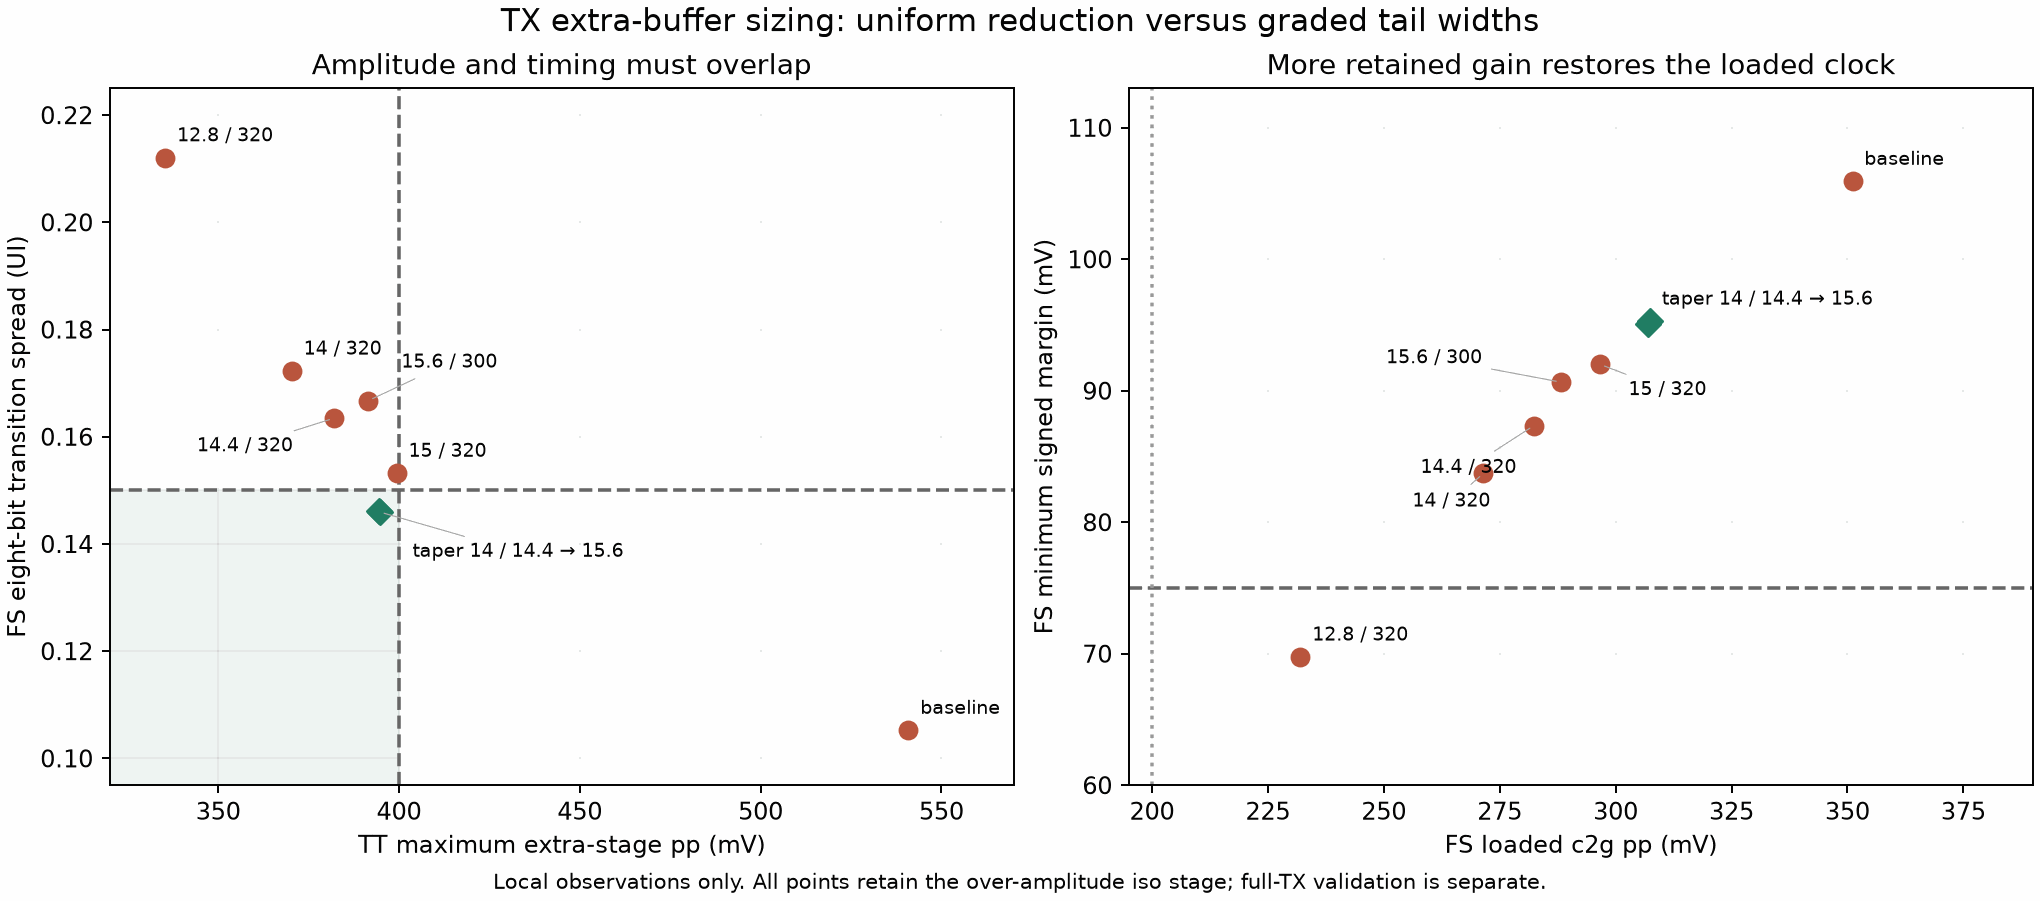 TX extra-buffer sizing: uniform reduction versus graded tail widths
Amplitude and timing must overlap
FS eight-bit transition spread (UI)
0.22
0.20
0.18
0.16
0.14
0.12
0.10
12.8 / 320
14 / 320
15.6 / 300
14.4 / 320
15 / 320
taper 14 / 14.4 → 15.6
baseline
350
400
450
500
550
TT maximum extra-stage pp (mV)
More retained gain restores the loaded clock
FS minimum signed margin (mV)
110
100
90
80
70
60
baseline
taper 14 / 14.4 → 15.6
15.6 / 300
15 / 320
14.4 / 320
14 / 320
12.8 / 320
200
225
250
275
300
325
350
375
FS loaded c2g pp (mV)
Local observations only. All points retain the over-amplitude iso stage; full-TX validation is separate.